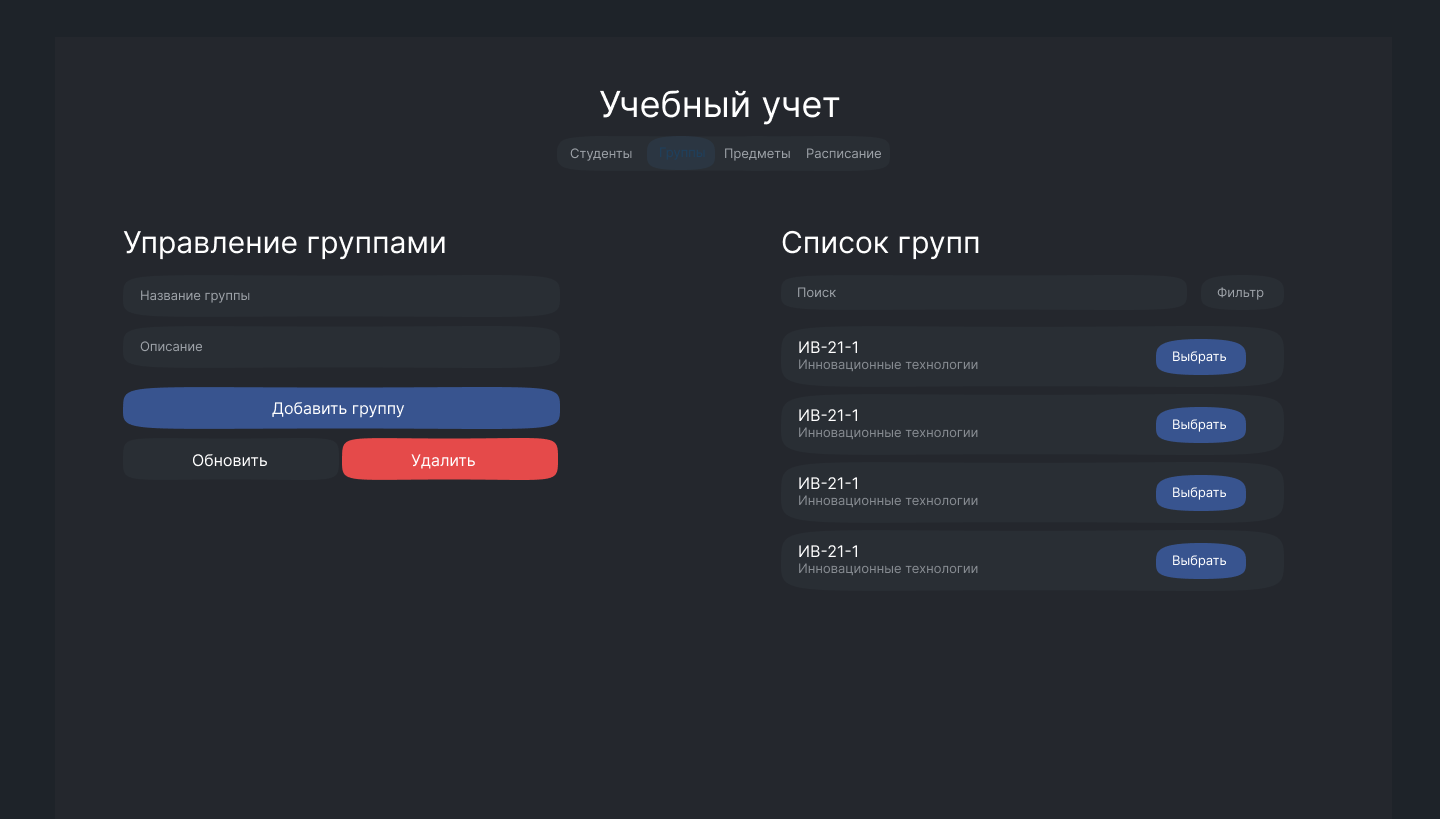 Учебный учет
Студенты Группы Предметы Расписание
Управление группами
Название группы
Описание
Добавить группу
Обновить Удалить
Список групп
Поиск Фильтр
ИВ-21-1
Инновационные технологии
Выбрать
ИВ-21-1
Инновационные технологии
Выбрать
ИВ-21-1
Инновационные технологии
Выбрать
ИВ-21-1
Инновационные технологии
Выбрать